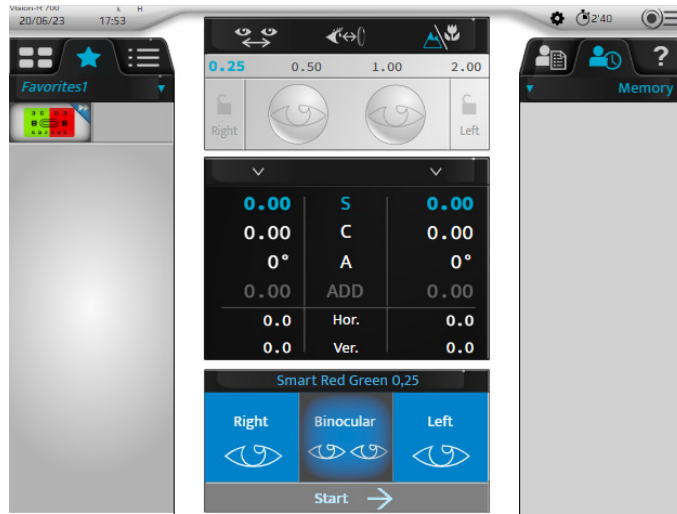 Vision-R 700 L H
20/06/23 17:53
2'40
?
Favorites1
Memory
0.25 0.50 1.00 2.00
Right Left
0.00 S 0.00
0.00 C 0.00
0° A 0°
0.00 ADD 0.00
0.0 Hor. 0.0
0.0 Ver. 0.0
Smart Red Green 0,25
Right Binocular Left
Start